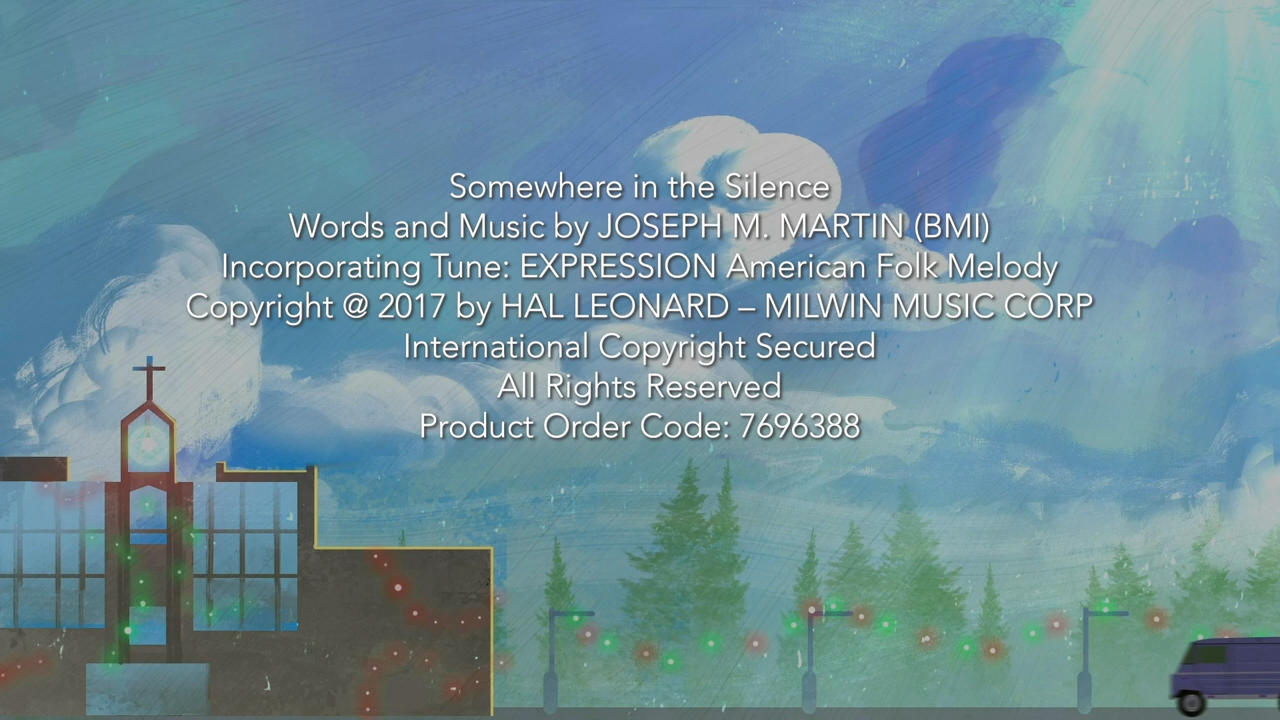 Somewhere in the Silence
Words and Music by JOSEPH M. MARTIN (BMI)
Incorporating Tune: EXPRESSION American Folk Melody
Copyright @ 2017 by HAL LEONARD – MILWIN MUSIC CORP
International Copyright Secured
All Rights Reserved
Product Order Code: 7696388